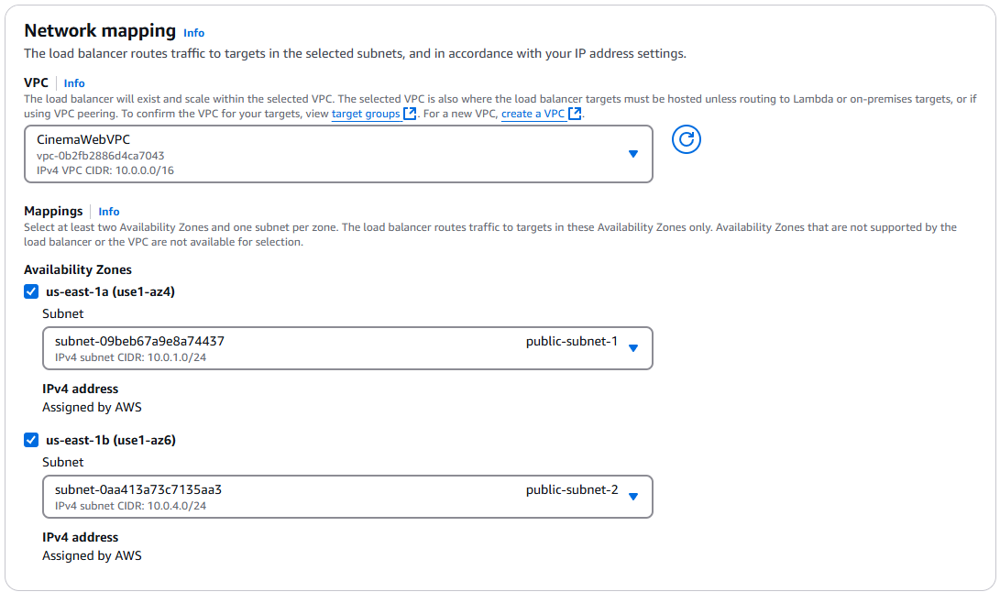 Network mapping Info
The load balancer routes traffic to targets in the selected subnets, and in accordance with your IP address settings.
VPC Info
The load balancer will exist and scale within the selected VPC. The selected VPC is also where the load balancer targets must be hosted unless routing to Lambda or on-premises targets, or if
using VPC peering. To confirm the VPC for your targets, view target groups. For a new VPC, create a VPC.
CinemaWebVPC
vpc-0b2fb2886d4ca7043
IPv4 VPC CIDR: 10.0.0.0/16
Mappings Info
Select at least two Availability Zones and one subnet per zone. The load balancer routes traffic to targets in these Availability Zones only. Availability Zones that are not supported by the
load balancer or the VPC are not available for selection.
Availability Zones
us-east-1a (use1-az4)
Subnet
subnet-09beb67a9e8a74437 public-subnet-1
IPv4 subnet CIDR: 10.0.1.0/24
IPv4 address
Assigned by AWS
us-east-1b (use1-az6)
Subnet
subnet-0aa413a73c7135aa3 public-subnet-2
IPv4 subnet CIDR: 10.0.4.0/24
IPv4 address
Assigned by AWS